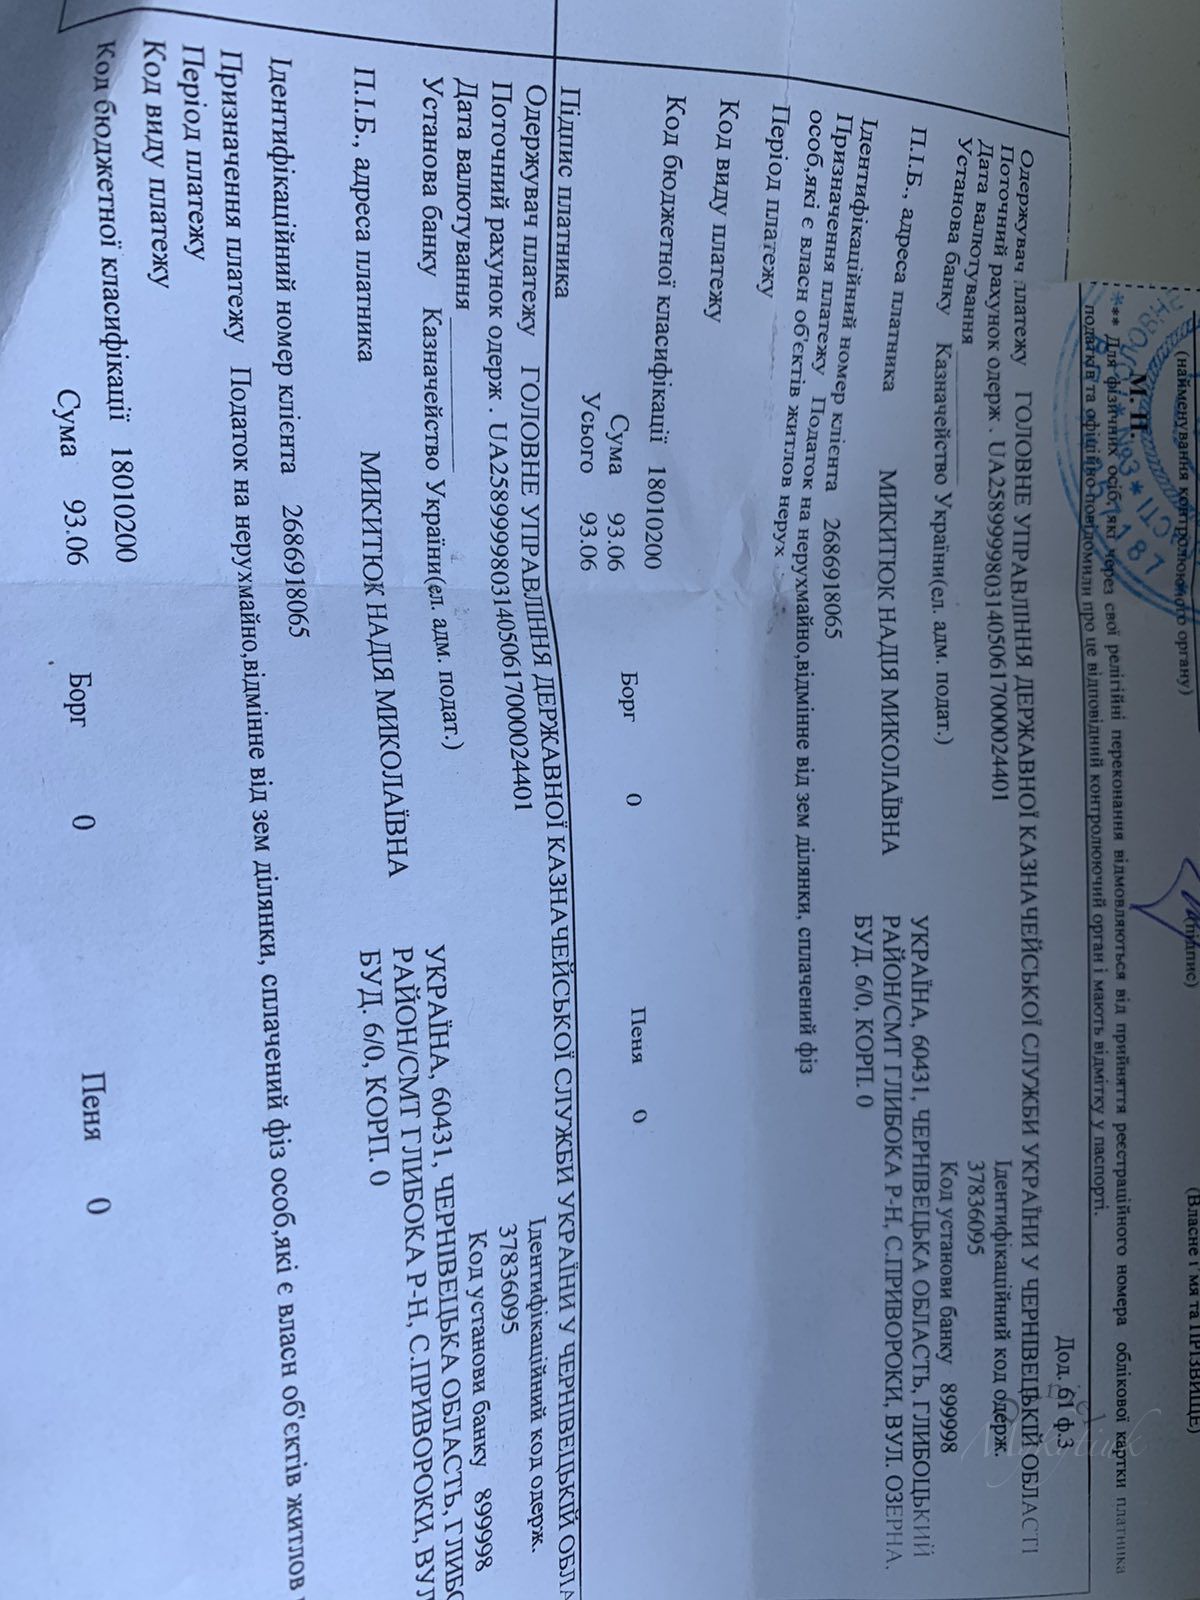 (найменування контролюючого органу)
(підпис)
(Власне ім'я та ПРІЗВИЩЕ)
М. П.
*** Для фізичних осіб, які через свої релігійні переконання відмовляються від прийняття реєстраційного номера облікової картки платника
податків та офіційно повідомили про це відповідний контролюючий орган і мають відмітку у паспорті.
Дод. 61 ф.3
Одержувач платежу ГОЛОВНЕ УПРАВЛІННЯ ДЕРЖАВНОЇ КАЗНАЧЕЙСЬКОЇ СЛУЖБИ УКРАЇНИ У ЧЕРНІВЕЦЬКІЙ ОБЛАСТІ
Поточний рахунок одерж . UA258999980314050617000024401 Ідентифікаційний код одерж.
Дата валютування 37836095
Установа банку Казначейство України(ел. адм. подат.) Код установи банку 899998
П.І.Б., адреса платника МИКИТЮК НАДІЯ МИКОЛАЇВНА УКРАЇНА, 60431, ЧЕРНІВЕЦЬКА ОБЛАСТЬ, ГЛИБОЦЬКИЙ
РАЙОН/СМТ ГЛИБОКА Р-Н, С.ПРИВОРОКИ, ВУЛ. ОЗЕРНА,
БУД. 6/0, КОРП. 0
Ідентифікаційний номер клієнта 2686918065
Призначення платежу Податок на нерухмайно,відмінне від зем ділянки, сплачений фіз
особ,які є власн об'єктів житлов нерух .
Період платежу
Код виду платежу
Код бюджетної класифікації 18010200
Сума 93.06 Борг 0 Пеня 0
Усього 93.06
Підпис платника
Одержувач платежу ГОЛОВНЕ УПРАВЛІННЯ ДЕРЖАВНОЇ КАЗНАЧЕЙСЬКОЇ СЛУЖБИ УКРАЇНИ У ЧЕРНІВЕЦЬКІЙ ОБЛА
Поточний рахунок одерж . UA258999980314050617000024401 Ідентифікаційний код одерж.
Дата валютування 37836095
Установа банку Казначейство України(ел. адм. подат.) Код установи банку 899998
П.І.Б., адреса платника МИКИТЮК НАДІЯ МИКОЛАЇВНА УКРАЇНА, 60431, ЧЕРНІВЕЦЬКА ОБЛАСТЬ, ГЛИБО
РАЙОН/СМТ ГЛИБОКА Р-Н, С.ПРИВОРОКИ, ВУЛ
БУД. 6/0, КОРП. 0
Ідентифікаційний номер клієнта 2686918065
Призначення платежу Податок на нерухмайно,відмінне від зем ділянки, сплачений фіз особ,які є власн об'єктів житлов
Період платежу
Код виду платежу
Код бюджетної класифікації 18010200
Сума 93.06 Борг 0 Пеня 0
Mykytiuk